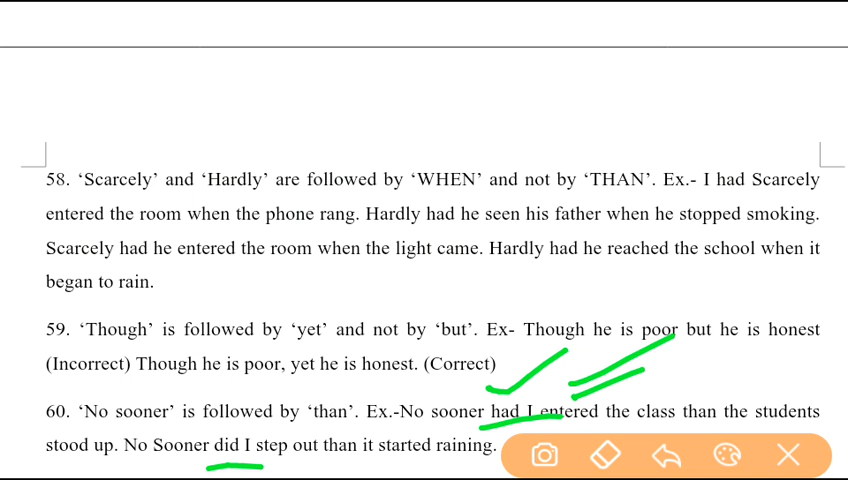 58. ‘Scarcely’ and ‘Hardly’ are followed by ‘WHEN’ and not by ‘THAN’. Ex.- I had Scarcely
entered the room when the phone rang. Hardly had he seen his father when he stopped smoking.
Scarcely had he entered the room when the light came. Hardly had he reached the school when it
began to rain.
59. ‘Though’ is followed by ‘yet’ and not by ‘but’. Ex- Though he is poor but he is honest
(Incorrect) Though he is poor, yet he is honest. (Correct)
60. ‘No sooner’ is followed by ‘than’. Ex.-No sooner had I entered the class than the students
stood up. No Sooner did I step out than it started raining.